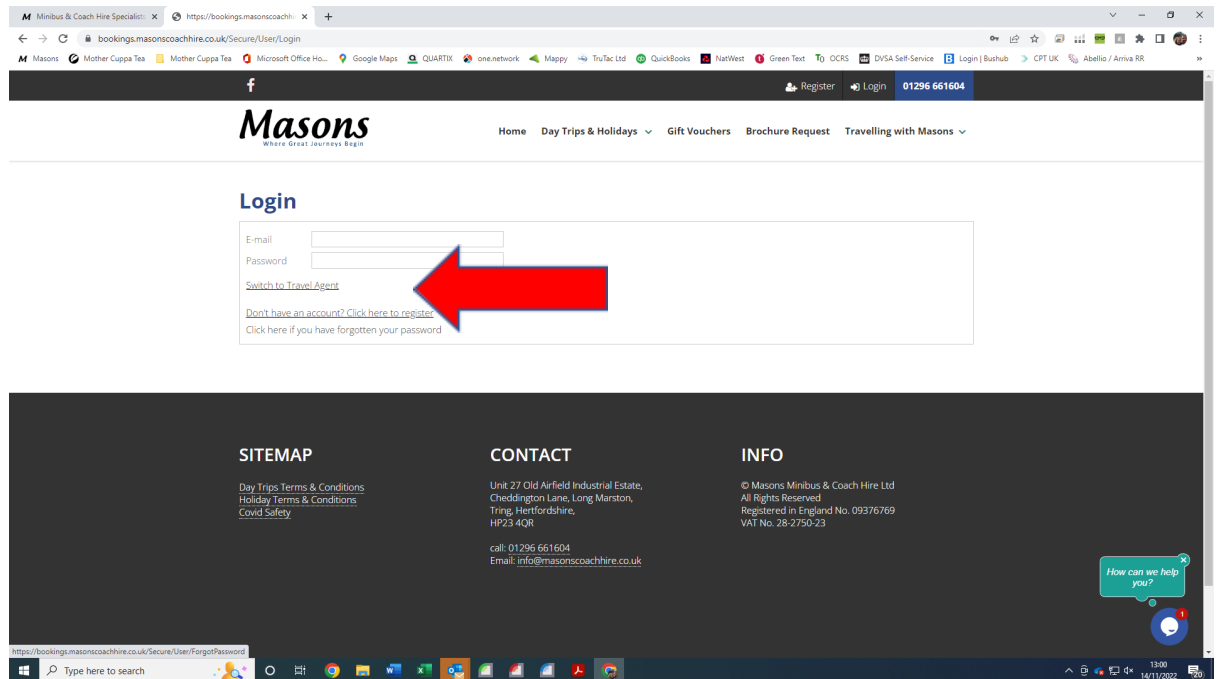 Minibus & Coach Hire Specialists
https://bookings.masonscoachhi
bookings.masonscoachhire.co.uk/Secure/User/Login
M Masons Mother Cuppa Tea Mother Cuppa Tea Microsoft Office Ho... Google Maps QUARTIX one.network Mappy TruTac Ltd QuickBooks NatWest Green Text OCRS DVSA Self-Service Login | Bushub CPT UK Abellio / Arriva RR »
Register Login 01296 661604
Masons
Where Great Journeys Begin
Home Day Trips & Holidays Gift Vouchers Brochure Request Travelling with Masons
Login
E-mail
Password
Switch to Travel Agent
Don't have an account? Click here to register
Click here if you have forgotten your password
SITEMAP
Day Trips Terms & Conditions
Holiday Terms & Conditions
Covid Safety
CONTACT
Unit 27 Old Airfield Industrial Estate,
Cheddington Lane, Long Marston,
Tring, Hertfordshire,
HP23 4QR
call: 01296 661604
Email: info@masonscoachhire.co.uk
INFO
© Masons Minibus & Coach Hire Ltd
All Rights Reserved
Registered in England No. 09376769
VAT No. 28-2750-23
How can we help
you?
1
https://bookings.masonscoachhire.co.uk/Secure/User/ForgotPassword
Type here to search
13:00
14/11/2022
20